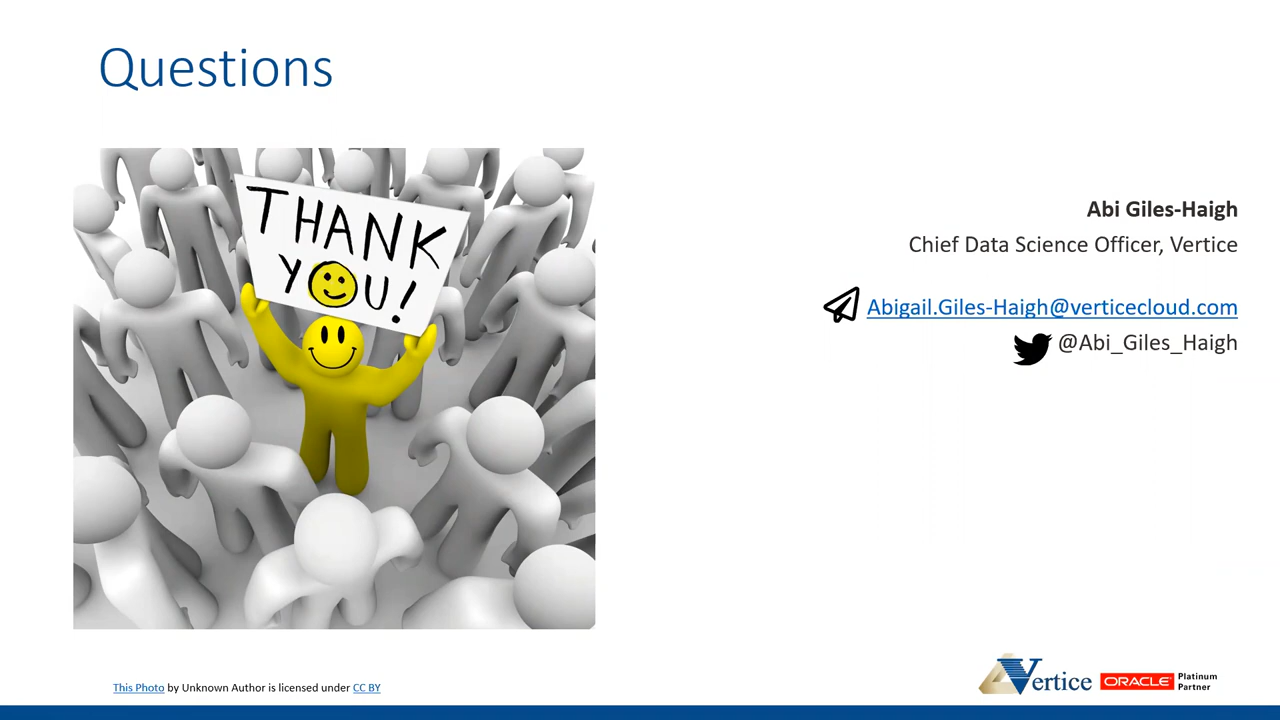 Questions
THANK
YOU!
Abi Giles-Haigh
Chief Data Science Officer, Vertice
Abigail.Giles-Haigh@verticecloud.com
@Abi_Giles_Haigh
This Photo by Unknown Author is licensed under CC BY
Vertice ORACLE Platinum
Partner